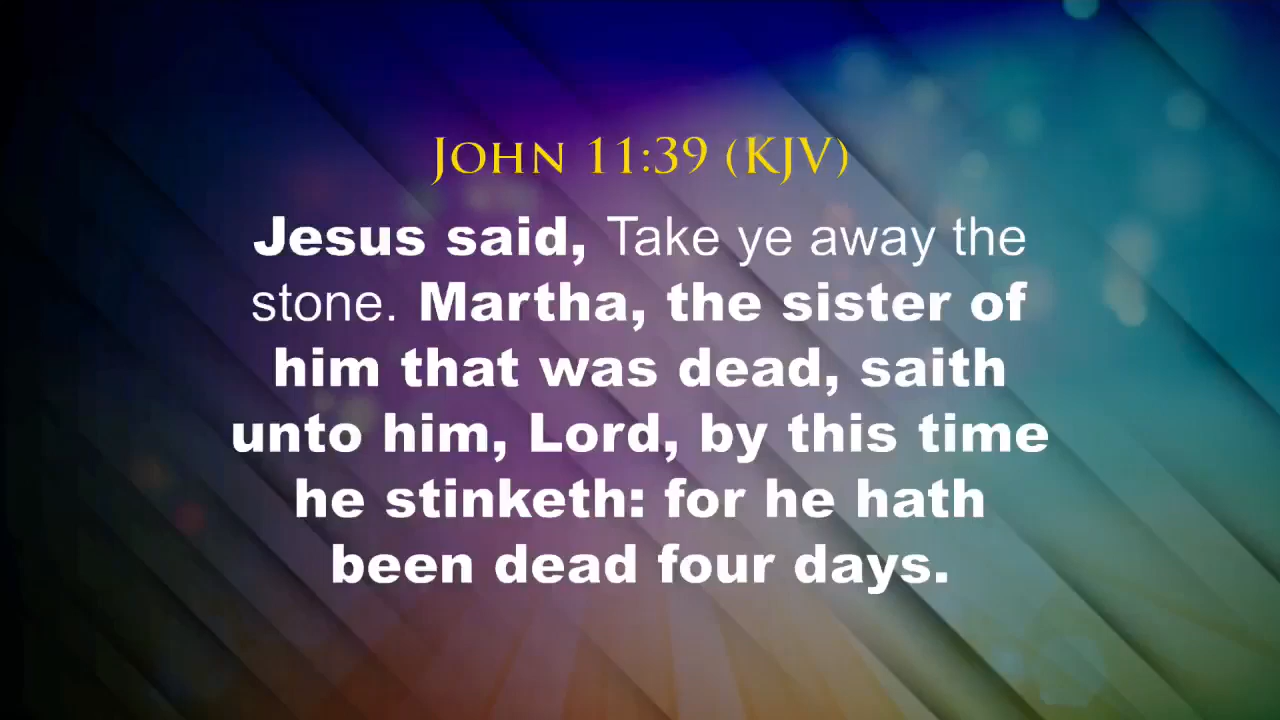 John 11:39 (KJV)
Jesus said, Take ye away the
stone. Martha, the sister of
him that was dead, saith
unto him, Lord, by this time
he stinketh: for he hath
been dead four days.